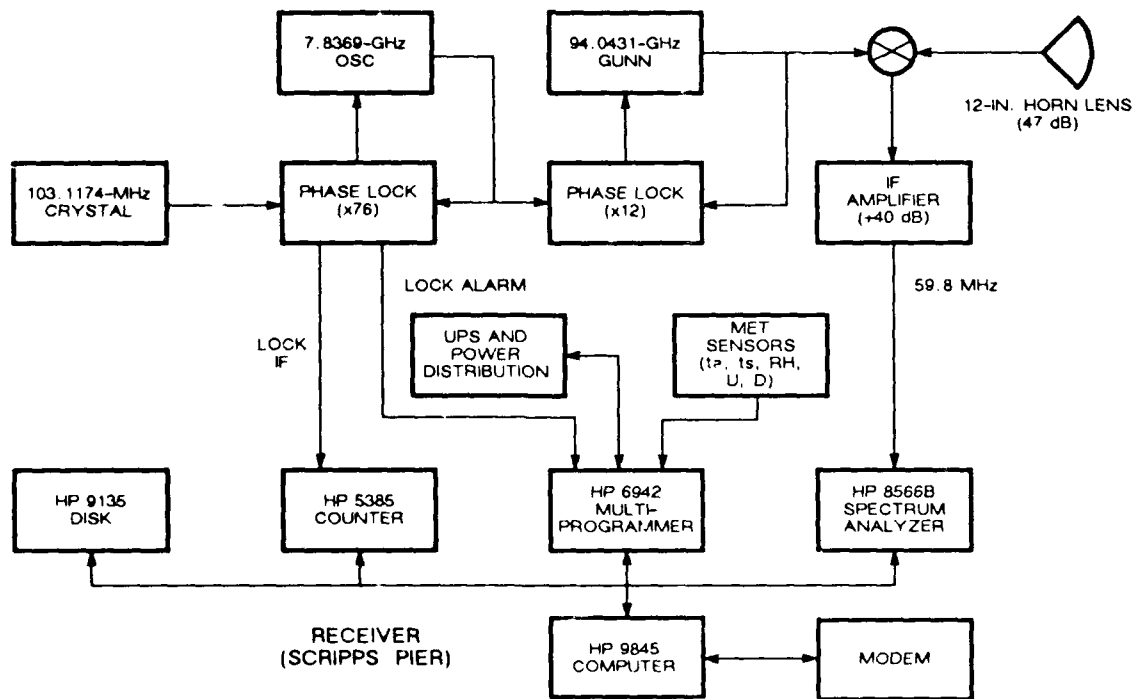 7.8369-GHz
OSC
94.0431-GHz
GUNN
12-IN. HORN LENS
(47 dB)
103.1174-MHz
CRYSTAL
PHASE LOCK
(x76)
PHASE LOCK
(x12)
IF
AMPLIFIER
(+40 dB)
LOCK ALARM
59.8 MHz
LOCK
IF
UPS AND
POWER
DISTRIBUTION
MET
SENSORS
(ta, ts, RH,
U, D)
HP 9135
DISK
HP 5385
COUNTER
HP 6942
MULTI-
PROGRAMMER
HP 8566B
SPECTRUM
ANALYZER
RECEIVER
(SCRIPPS PIER)
HP 9845
COMPUTER
MODEM